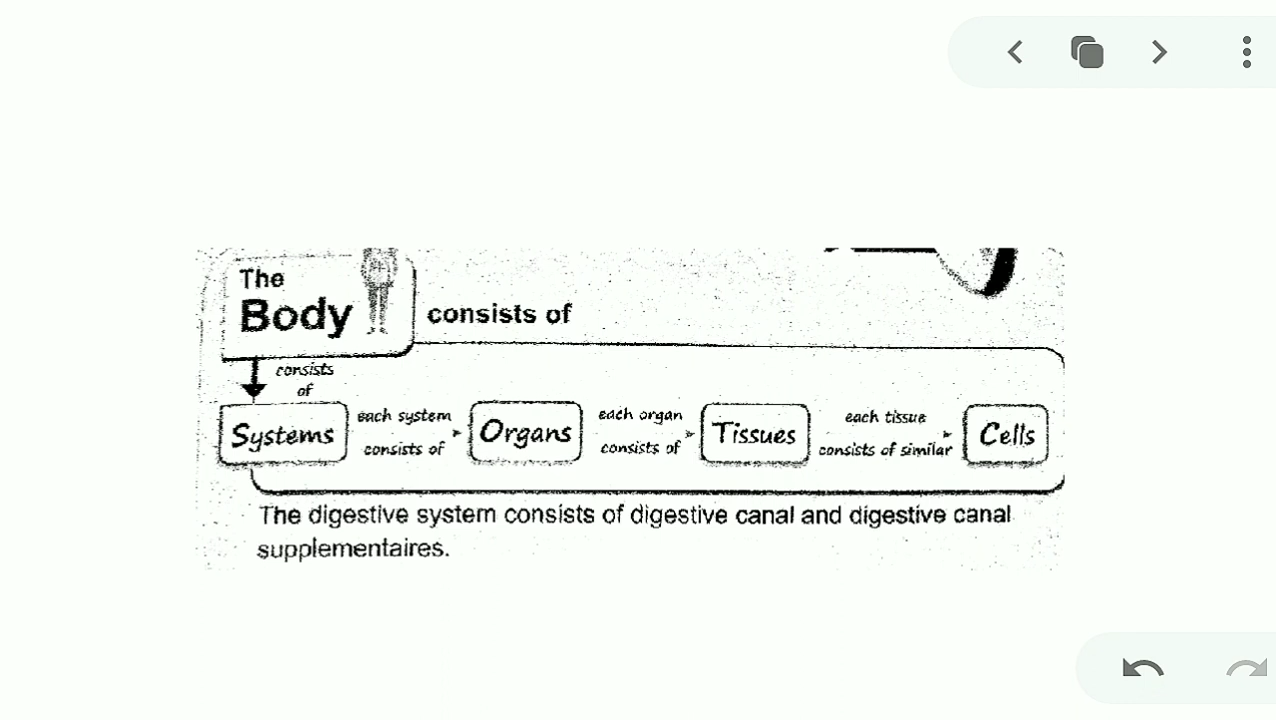 The
Body
consists of
consists
of
Systems
each system
consists of
Organs
each organ
consists of
Tissues
each tissue
consists of similar
Cells
The digestive system consists of digestive canal and digestive canal
supplementaires.